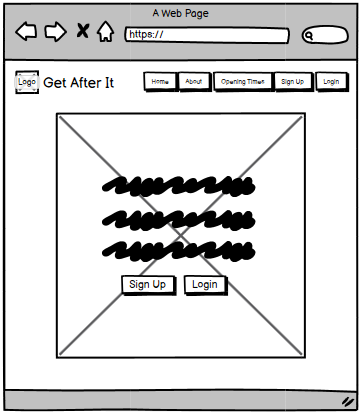 A Web Page
https://
Logo Get After It Home About Opening Times Sign Up Login
Sign Up Login